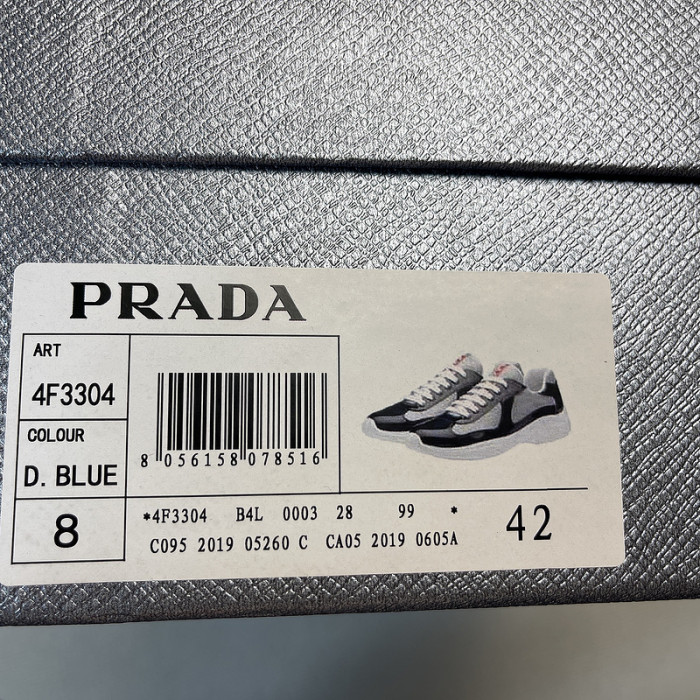 PRADA
ART
4F3304
COLOUR
D. BLUE
8
8 056158 078516
*4F3304 B4L 0003 28 99 *
C095 2019 05260 C CA05 2019 0605A
42